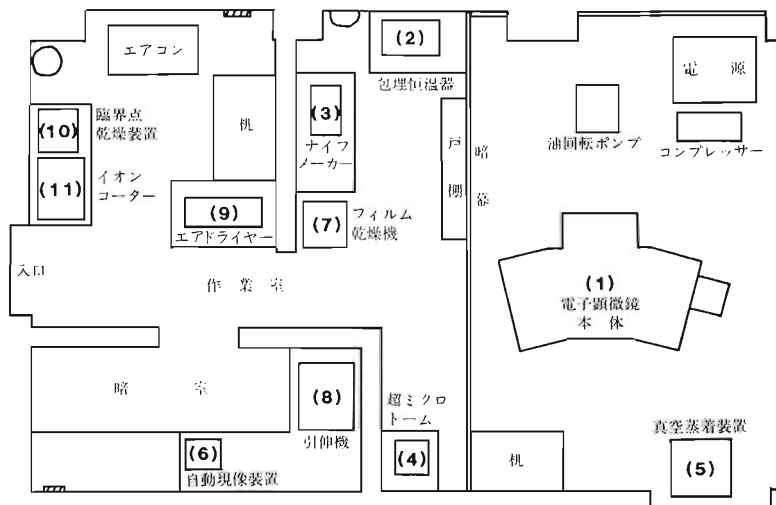 エアコン
(10)
臨界点
乾燥装置
(11)
イオン
コーター
机
(9)
エアドライヤー
入口
作業室
(2)
包埋恒温器
(3)
ナイフ
メーカー
(7)
フィルム
乾燥機
戸棚
暗幕
電源
油回転ポンプ
コンプレッサー
(1)
電子顕微鏡
本体
暗室
(8)
引伸機
(6)
自動現像装置
超ミクロ
トーム
(4)
机
真空蒸着装置
(5)